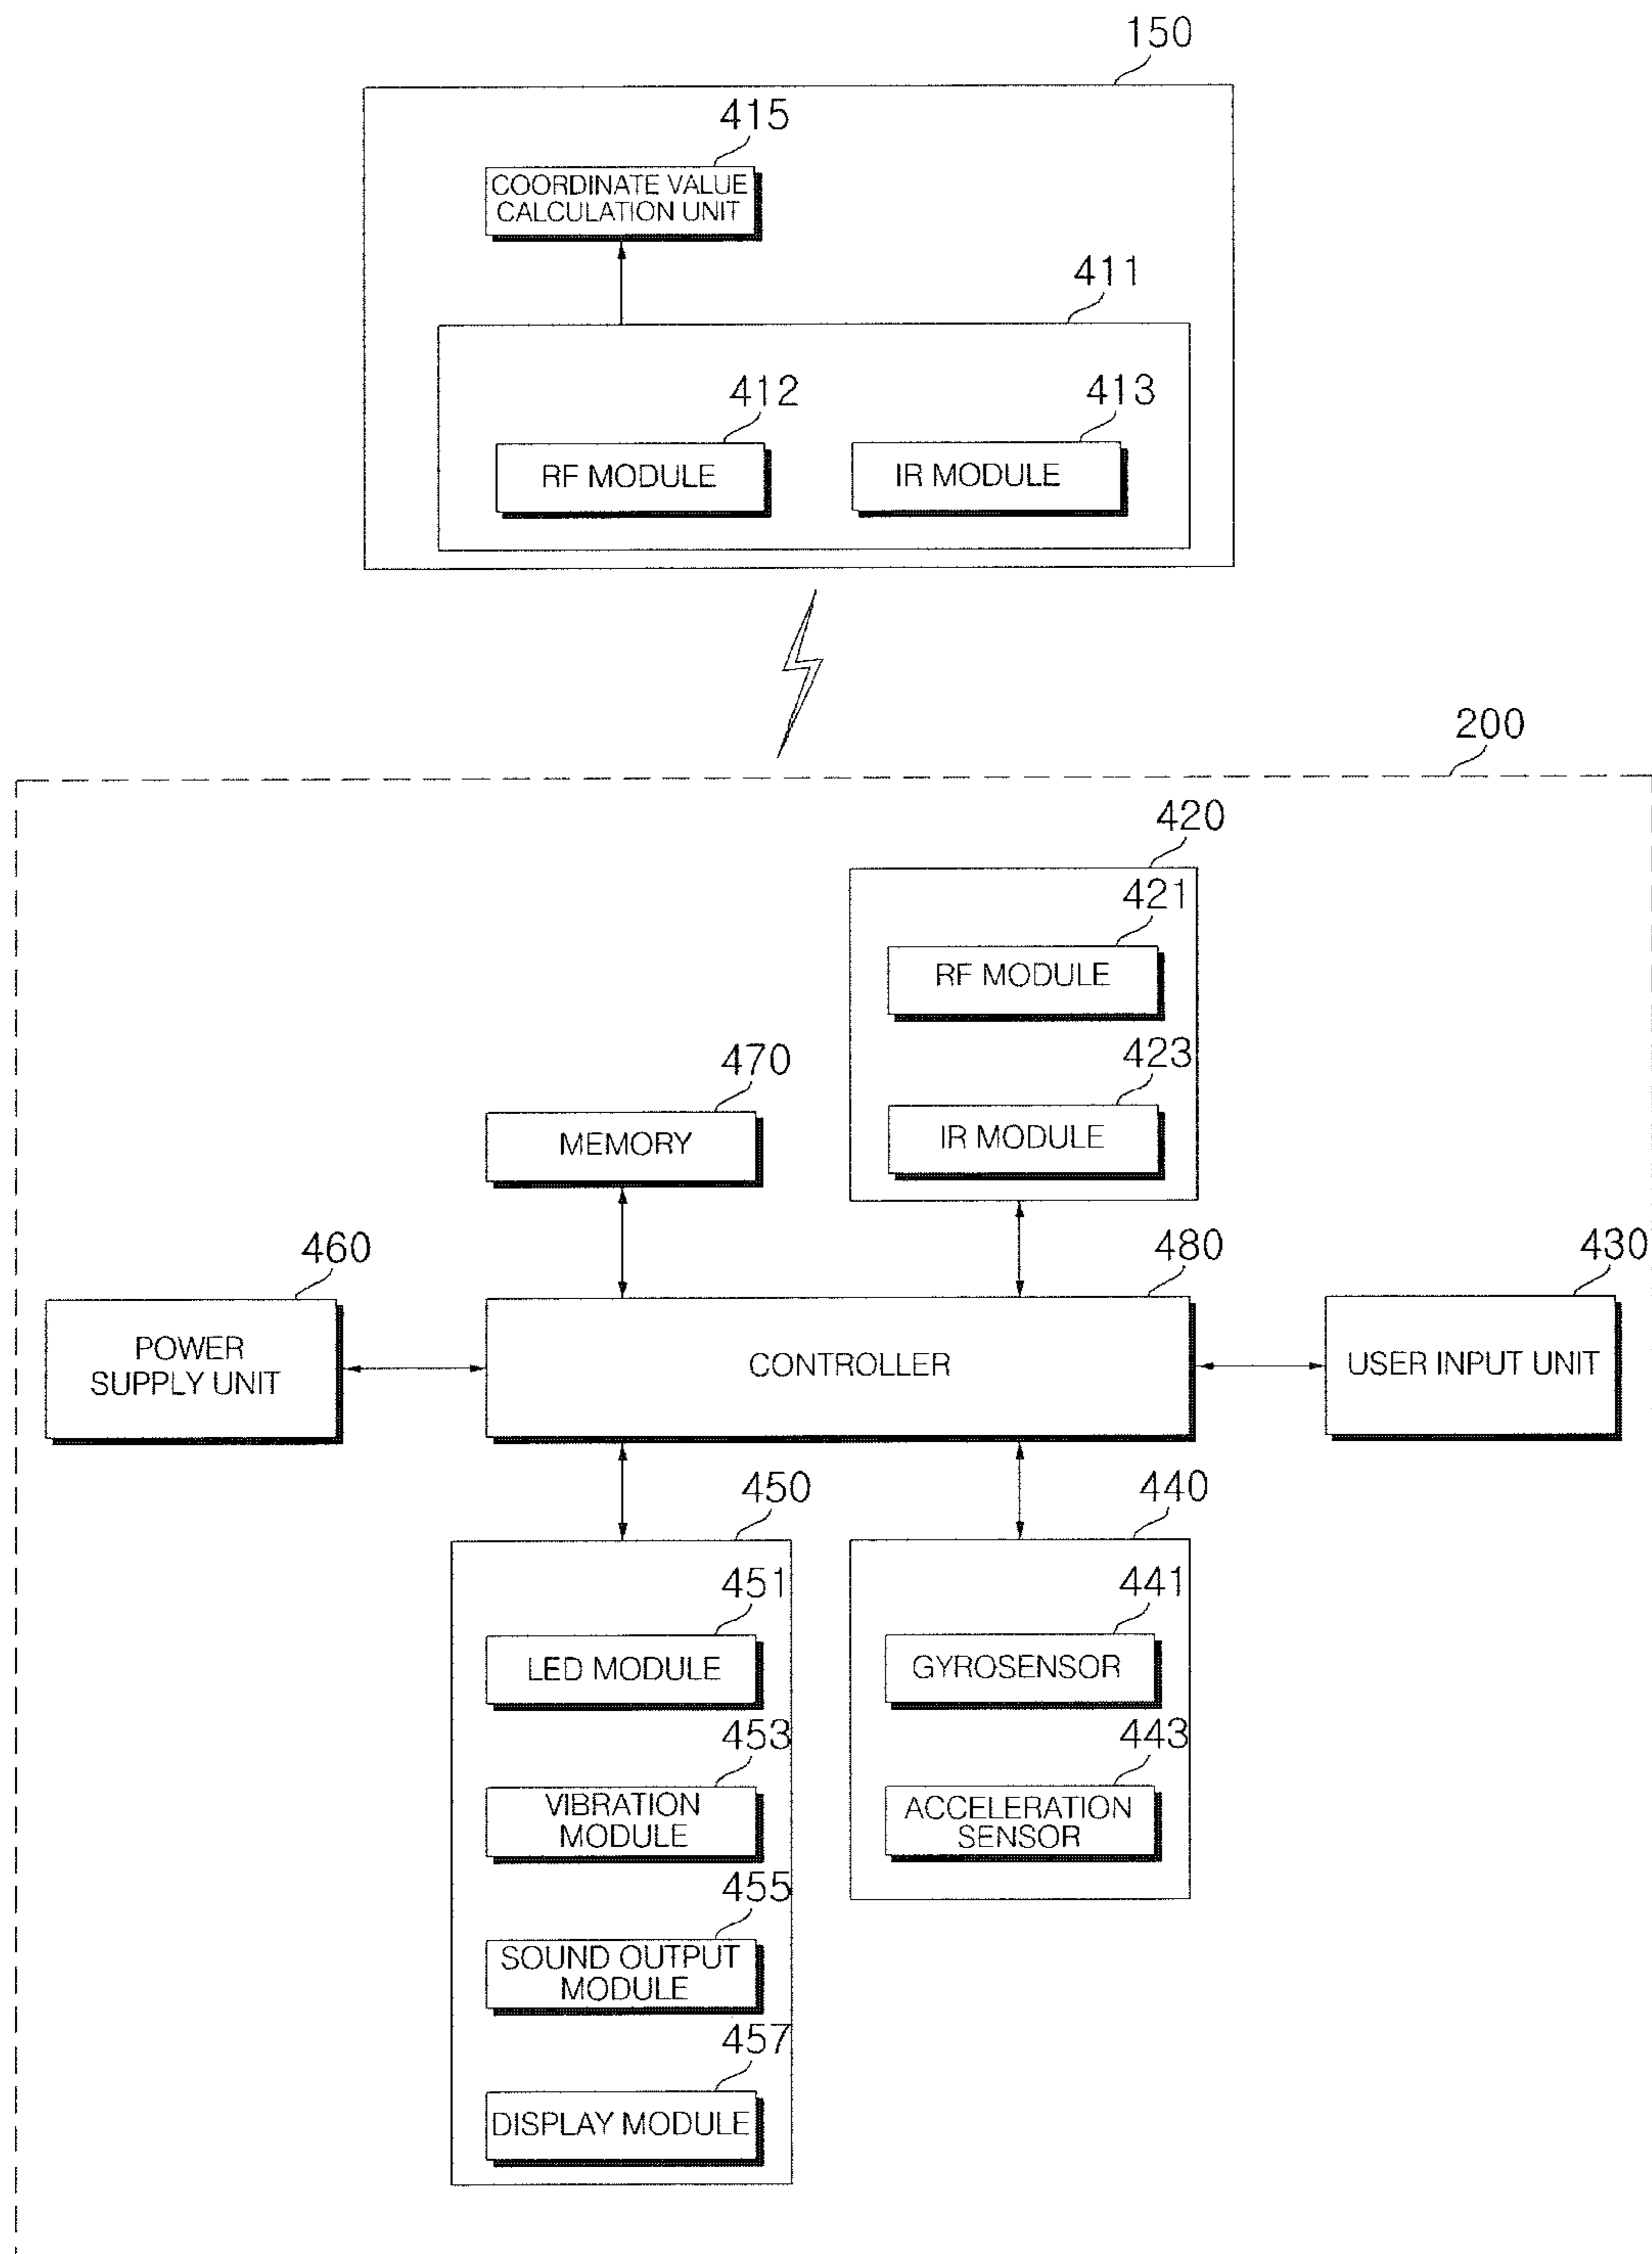 150
415
COORDINATE VALUE
CALCULATION UNIT
411
412
413
RF MODULE
IR MODULE
200
420
421
RF MODULE
423
IR MODULE
470
MEMORY
460
480
430
POWER
SUPPLY UNIT
CONTROLLER
USER INPUT UNIT
450
440
451
LED MODULE
441
GYROSENSOR
453
VIBRATION
MODULE
443
ACCELERATION
SENSOR
455
SOUND OUTPUT
MODULE
457
DISPLAY MODULE